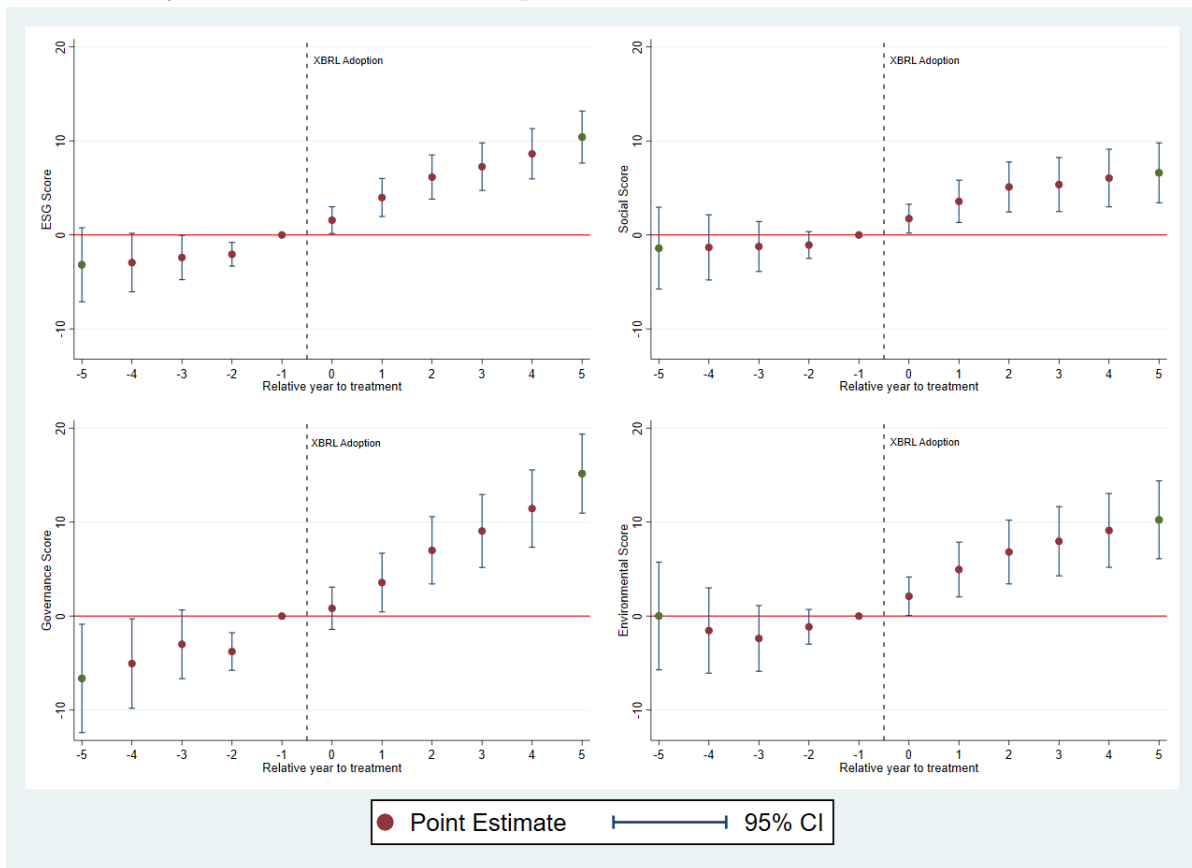 XBRL Adoption
ESG Score
20
10
0
-10
-5 -4 -3 -2 -1 0 1 2 3 4 5
Relative year to treatment
XBRL Adoption
Social Score
20
10
0
-10
-5 -4 -3 -2 -1 0 1 2 3 4 5
Relative year to treatment
XBRL Adoption
Governance Score
20
10
0
-10
-5 -4 -3 -2 -1 0 1 2 3 4 5
Relative year to treatment
XBRL Adoption
Environmental Score
20
10
0
-10
-5 -4 -3 -2 -1 0 1 2 3 4 5
Relative year to treatment
Point Estimate 95% CI